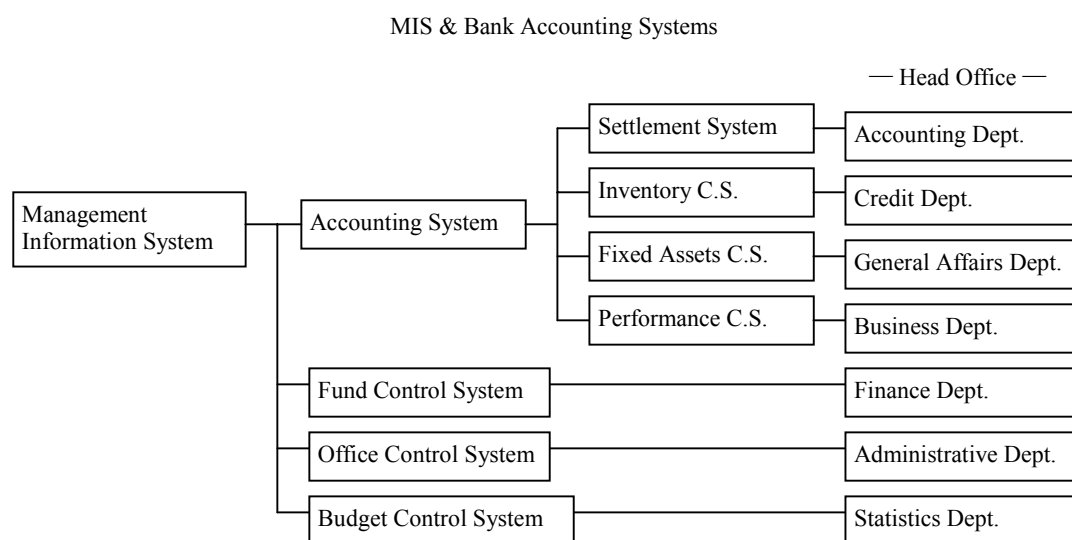 MIS & Bank Accounting Systems
— Head Office —
Settlement System
Accounting Dept.
Inventory C.S.
Credit Dept.
Management
Information System
Accounting System
Fixed Assets C.S.
General Affairs Dept.
Performance C.S.
Business Dept.
Fund Control System
Finance Dept.
Office Control System
Administrative Dept.
Budget Control System
Statistics Dept.